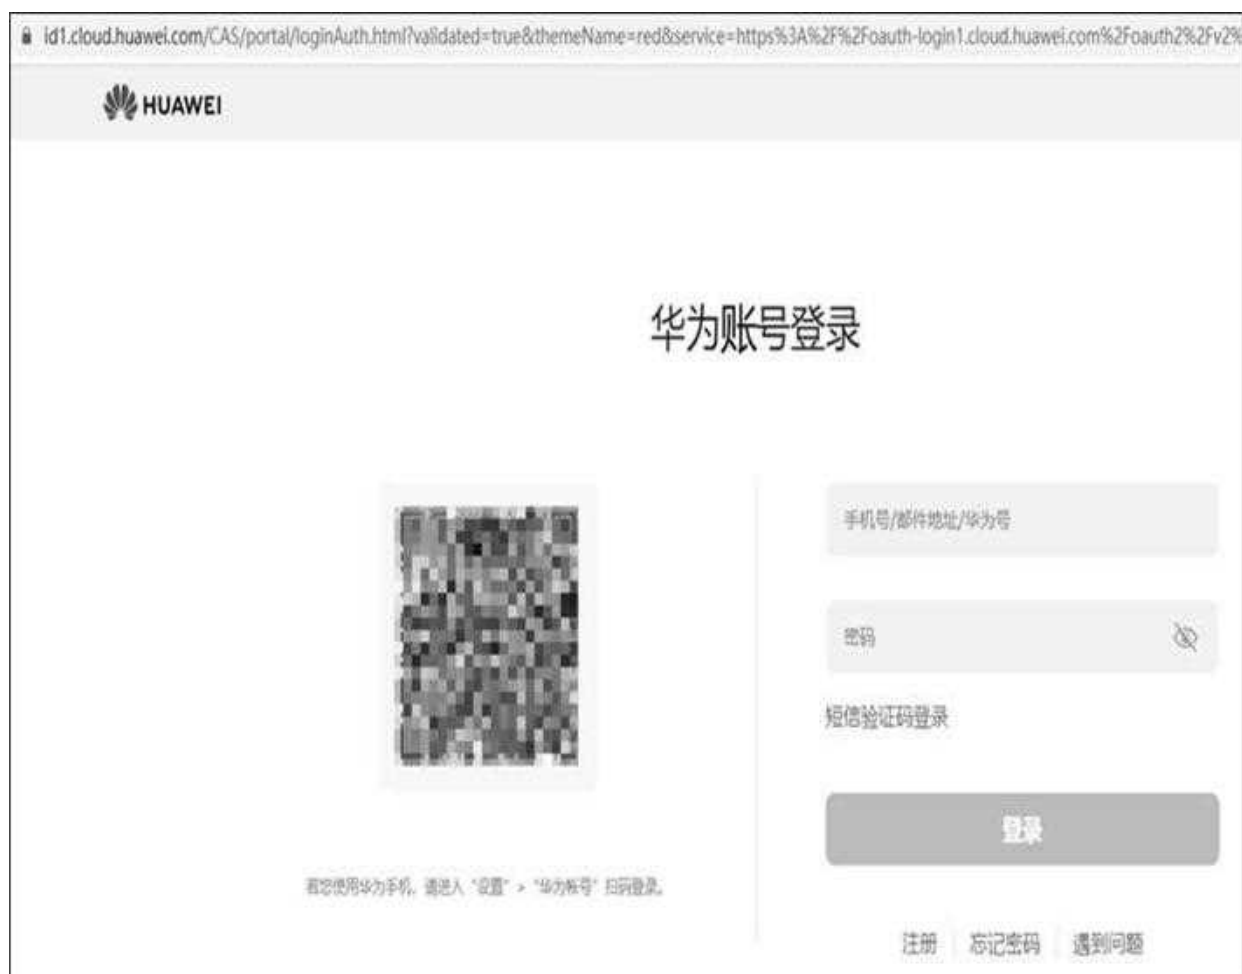 id1.cloud.huawei.com/CAS/portal/loginAuth.html?validated=true&themeName=red&service=https%3A%2F%2Foauth-login1.cloud.huawei.com%2Foauth2%2Fv2%
HUAWEI
华为账号登录
手机号/邮件地址/华为号
密码
短信验证码登录
登录
若您使用华为手机，请进入“设置” > “华为帐号” 扫码登录。
注册 忘记密码 遇到问题